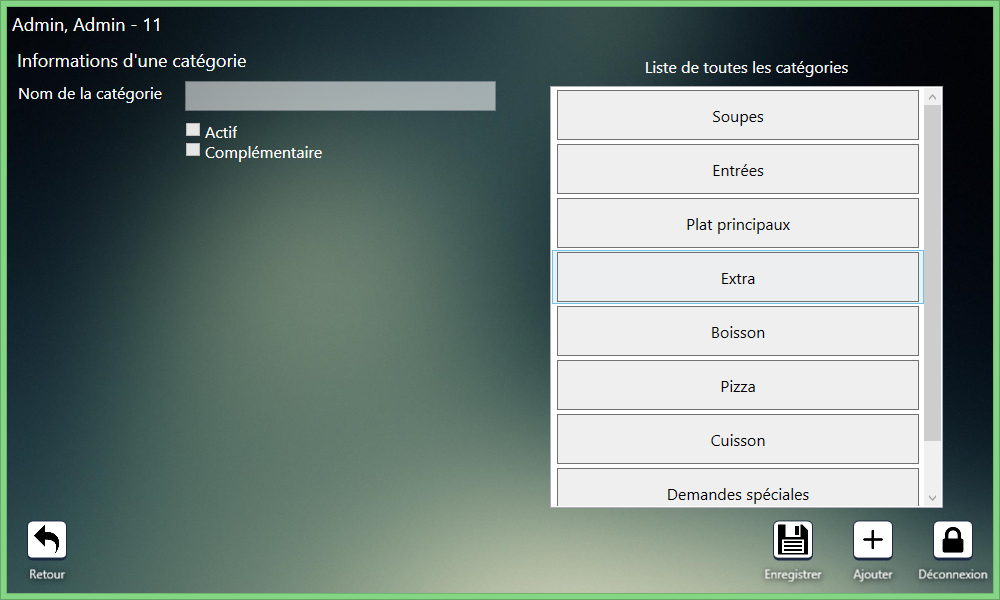 Admin, Admin - 11
Informations d'une catégorie
Nom de la catégorie
Actif
Complémentaire
Liste de toutes les catégories
Soupes
Entrées
Plat principaux
Extra
Boisson
Pizza
Cuisson
Demandes spéciales
Retour
Enregistrer
Ajouter
Déconnexion